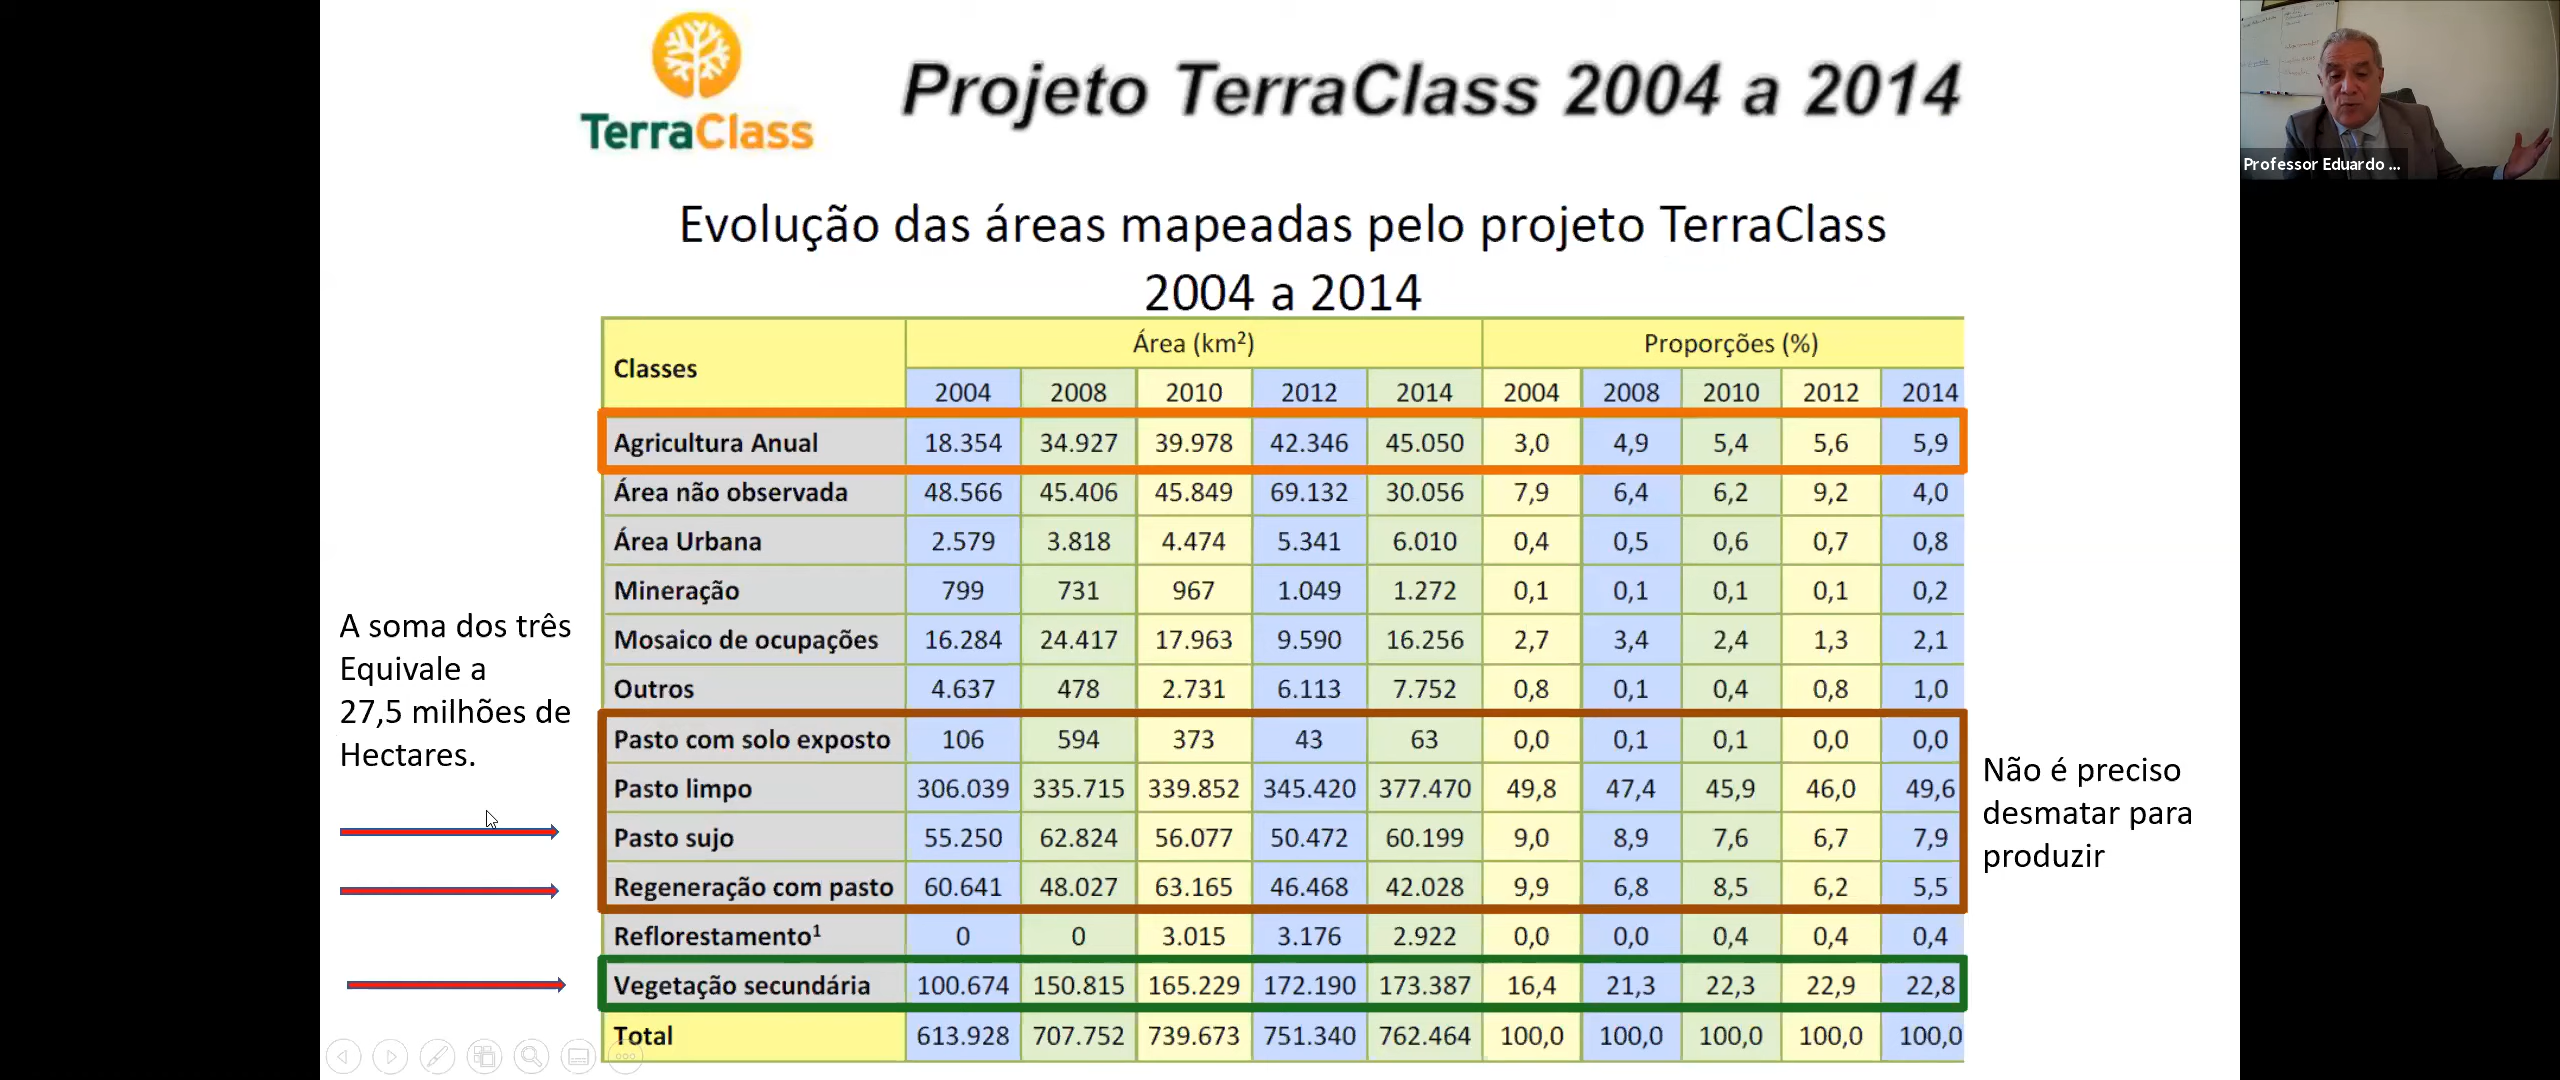 TerraClass
Projeto TerraClass 2004 a 2014
Professor Eduardo ...
Evolução das áreas mapeadas pelo projeto TerraClass
2004 a 2014
Classes Área (km²) Proporções (%)
2004 2008 2010 2012 2014 2004 2008 2010 2012 2014
Agricultura Anual 18.354 34.927 39.978 42.346 45.050 3,0 4,9 5,4 5,6 5,9
Área não observada 48.566 45.406 45.849 69.132 30.056 7,9 6,4 6,2 9,2 4,0
Área Urbana 2.579 3.818 4.474 5.341 6.010 0,4 0,5 0,6 0,7 0,8
Mineração 799 731 967 1.049 1.272 0,1 0,1 0,1 0,1 0,2
Mosaico de ocupações 16.284 24.417 17.963 9.590 16.256 2,7 3,4 2,4 1,3 2,1
Outros 4.637 478 2.731 6.113 7.752 0,8 0,1 0,4 0,8 1,0
Pasto com solo exposto 106 594 373 43 63 0,0 0,1 0,1 0,0 0,0
Pasto limpo 306.039 335.715 339.852 345.420 377.470 49,8 47,4 45,9 46,0 49,6
Pasto sujo 55.250 62.824 56.077 50.472 60.199 9,0 8,9 7,6 6,7 7,9
Regeneração com pasto 60.641 48.027 63.165 46.468 42.028 9,9 6,8 8,5 6,2 5,5
Reflorestamento¹ 0 0 3.015 3.176 2.922 0,0 0,0 0,4 0,4 0,4
Vegetação secundária 100.674 150.815 165.229 172.190 173.387 16,4 21,3 22,3 22,9 22,8
Total 613.928 707.752 739.673 751.340 762.464 100,0 100,0 100,0 100,0 100,0
A soma dos três
Equivale a
27,5 milhões de
Hectares.
Não é preciso
desmatar para
produzir